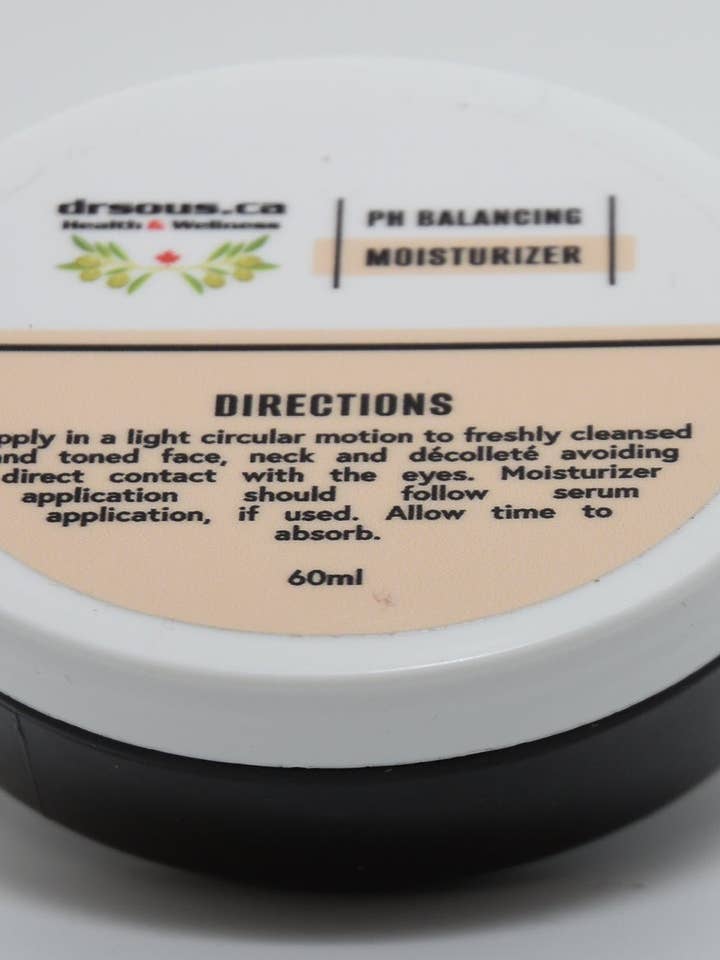 drsous.ca
Health & Wellness
PH BALANCING
MOISTURIZER
DIRECTIONS
pply in a light circular motion to freshly cleansed
nd toned face, neck and décolleté avoiding
direct contact with the eyes. Moisturizer
application should follow serum
application, if used. Allow time to
absorb.
60ml